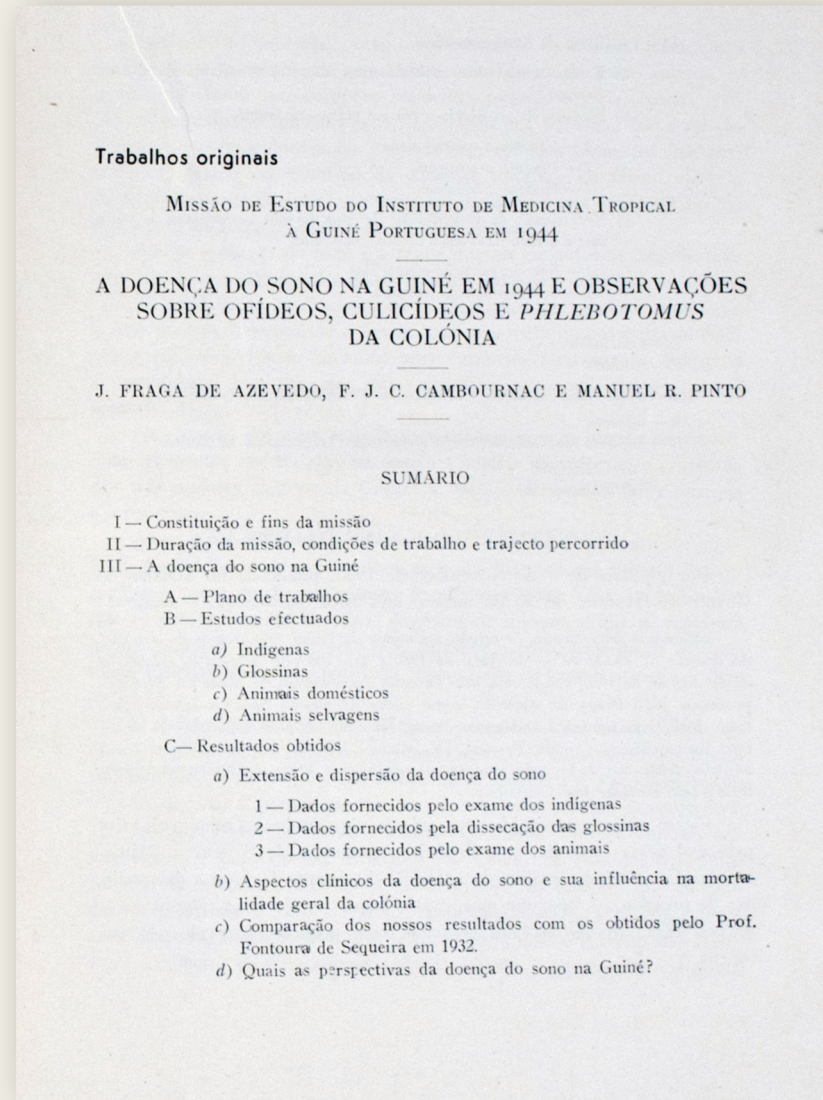 Trabalhos originais
Missão de Estudo do Instituto de Medicina Tropical
à Guiné Portuguesa em 1944
A DOENÇA DO SONO NA GUINÉ EM 1944 E OBSERVAÇÕES
SOBRE OFÍDEOS, CULICÍDEOS E PHLEBOTOMUS
DA COLÓNIA
J. FRAGA DE AZEVEDO, F. J. C. CAMBOURNAC E MANUEL R. PINTO
SUMÁRIO
I — Constituição e fins da missão
II — Duração da missão, condições de trabalho e trajecto percorrido
III — A doença do sono na Guiné
A — Plano de trabalhos
B — Estudos efectuados
a) Indígenas
b) Glossinas
c) Animais domésticos
d) Animais selvagens
C— Resultados obtidos
a) Extensão e dispersão da doença do sono
1 — Dados fornecidos pelo exame dos indígenas
2 — Dados fornecidos pela dissecação das glossinas
3 — Dados fornecidos pelo exame dos animais
b) Aspectos clínicos da doença do sono e sua influência na morta-
lidade geral da colónia
c) Comparação dos nossos resultados com os obtidos pelo Prof.
Fontoura de Sequeira em 1932.
d) Quais as perspectivas da doença do sono na Guiné?